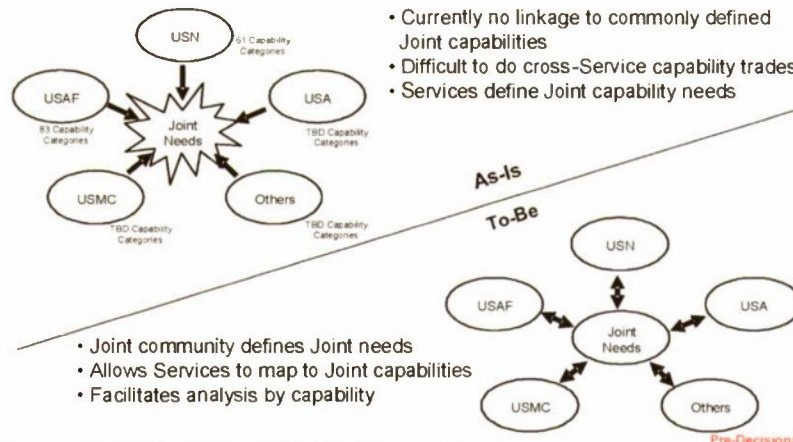 USN
61 Capability
Categories
USAF
83 Capability
Categories
Joint
Needs
USA
TBD Capability
Categories
USMC
TBD Capability
Categories
Others
TBD Capability
Categories
• Currently no linkage to commonly defined
Joint capabilities
• Difficult to do cross-Service capability trades
• Services define Joint capability needs
As-Is
To-Be
• Joint community defines Joint needs
• Allows Services to map to Joint capabilities
• Facilitates analysis by capability
USN
USAF
USA
Joint
Needs
USMC
Others